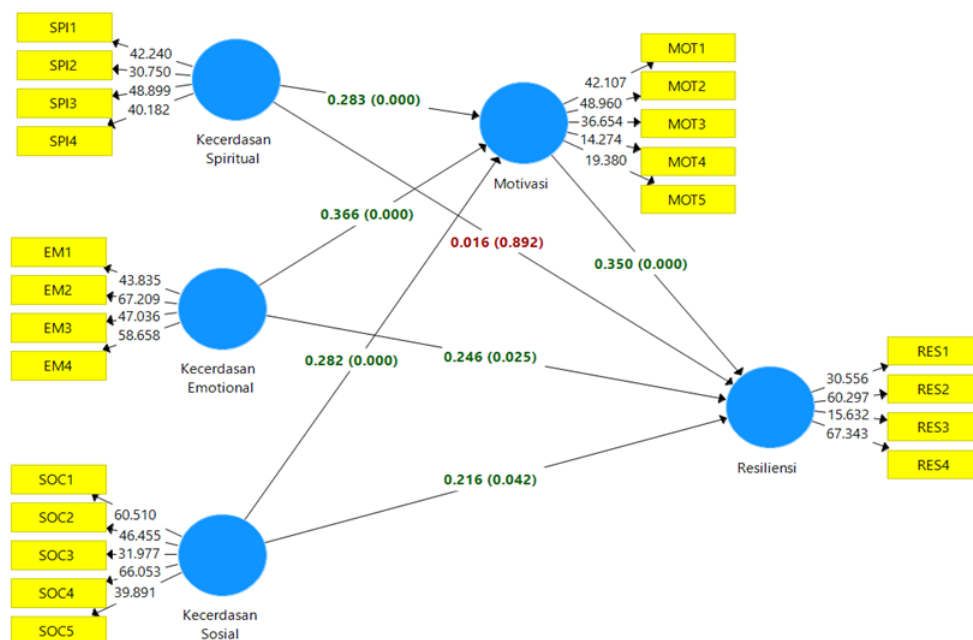 SPI1
SPI2
SPI3
SPI4
42.240
30.750
48.899
40.182
Kecerdasan
Spiritual
0.283 (0.000)
MOT1
MOT2
MOT3
MOT4
MOT5
42.107
48.960
36.654
14.274
19.380
Motivasi
0.366 (0.000)
0.016 (0.892)
0.350 (0.000)
EM1
EM2
EM3
EM4
43.835
67.209
47.036
58.658
Kecerdasan
Emotional
0.282 (0.000)
0.246 (0.025)
RES1
RES2
RES3
RES4
30.556
60.297
15.632
67.343
Resiliensi
0.216 (0.042)
SOC1
SOC2
SOC3
SOC4
SOC5
60.510
46.455
31.977
66.053
39.891
Kecerdasan
Sosial